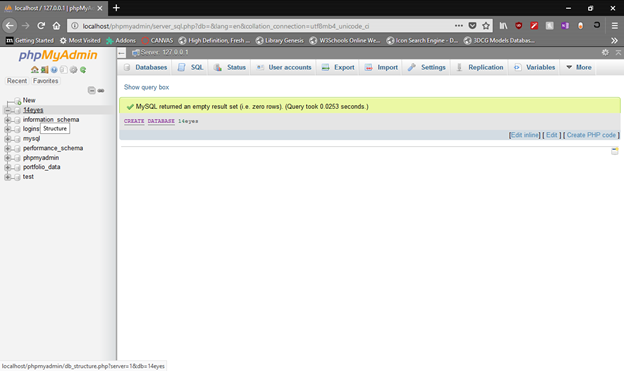 localhost / 127.0.0.1 | phpMyAdmin
localhost/phpmyadmin/server_sql.php?db=&lang=en&collation_connection=utf8mb4_unicode_ci
Getting Started Most Visited Addons CANVAS High Definition, Fresh ... Library Genesis W3Schools Online We... Icon Search Engine - D... 3DCG Models Databas...
phpMyAdmin
Recent Favorites
New
14eyes
information_schema
logins
Structure
mysql
performance_schema
phpmyadmin
portfolio_data
test
Server: 127.0.0.1
Databases SQL Status User accounts Export Import Settings Replication Variables More
Show query box
MySQL returned an empty result set (i.e. zero rows). (Query took 0.0253 seconds.)
CREATE DATABASE 14eyes
[Edit inline] [ Edit ] [ Create PHP code ]
localhost/phpmyadmin/db_structure.php?server=1&db=14eyes